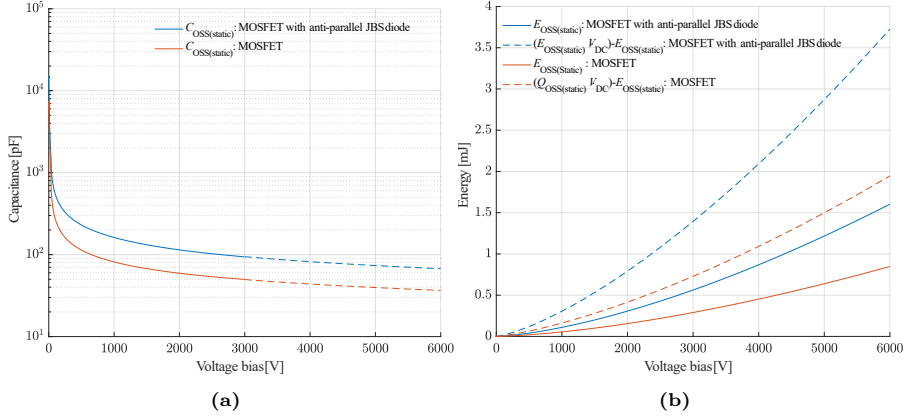 10^5
10^4
10^3
10^2
10^1
Capacitance [pF]
C_OSS(static): MOSFET with anti-parallel JBS diode
C_OSS(static): MOSFET
0 1000 2000 3000 4000 5000 6000
Voltage bias[V]
(a)
4
3.5
3
2.5
2
1.5
1
0.5
0
Energy [mJ]
E_OSS(static): MOSFET with anti-parallel JBS diode
(E_OSS(static) V_DC)-E_OSS(static): MOSFET with anti-parallel JBS diode
E_OSS(Static) : MOSFET
(Q_OSS(static) V_DC)-E_OSS(static): MOSFET
0 1000 2000 3000 4000 5000 6000
Voltage bias[V]
(b)